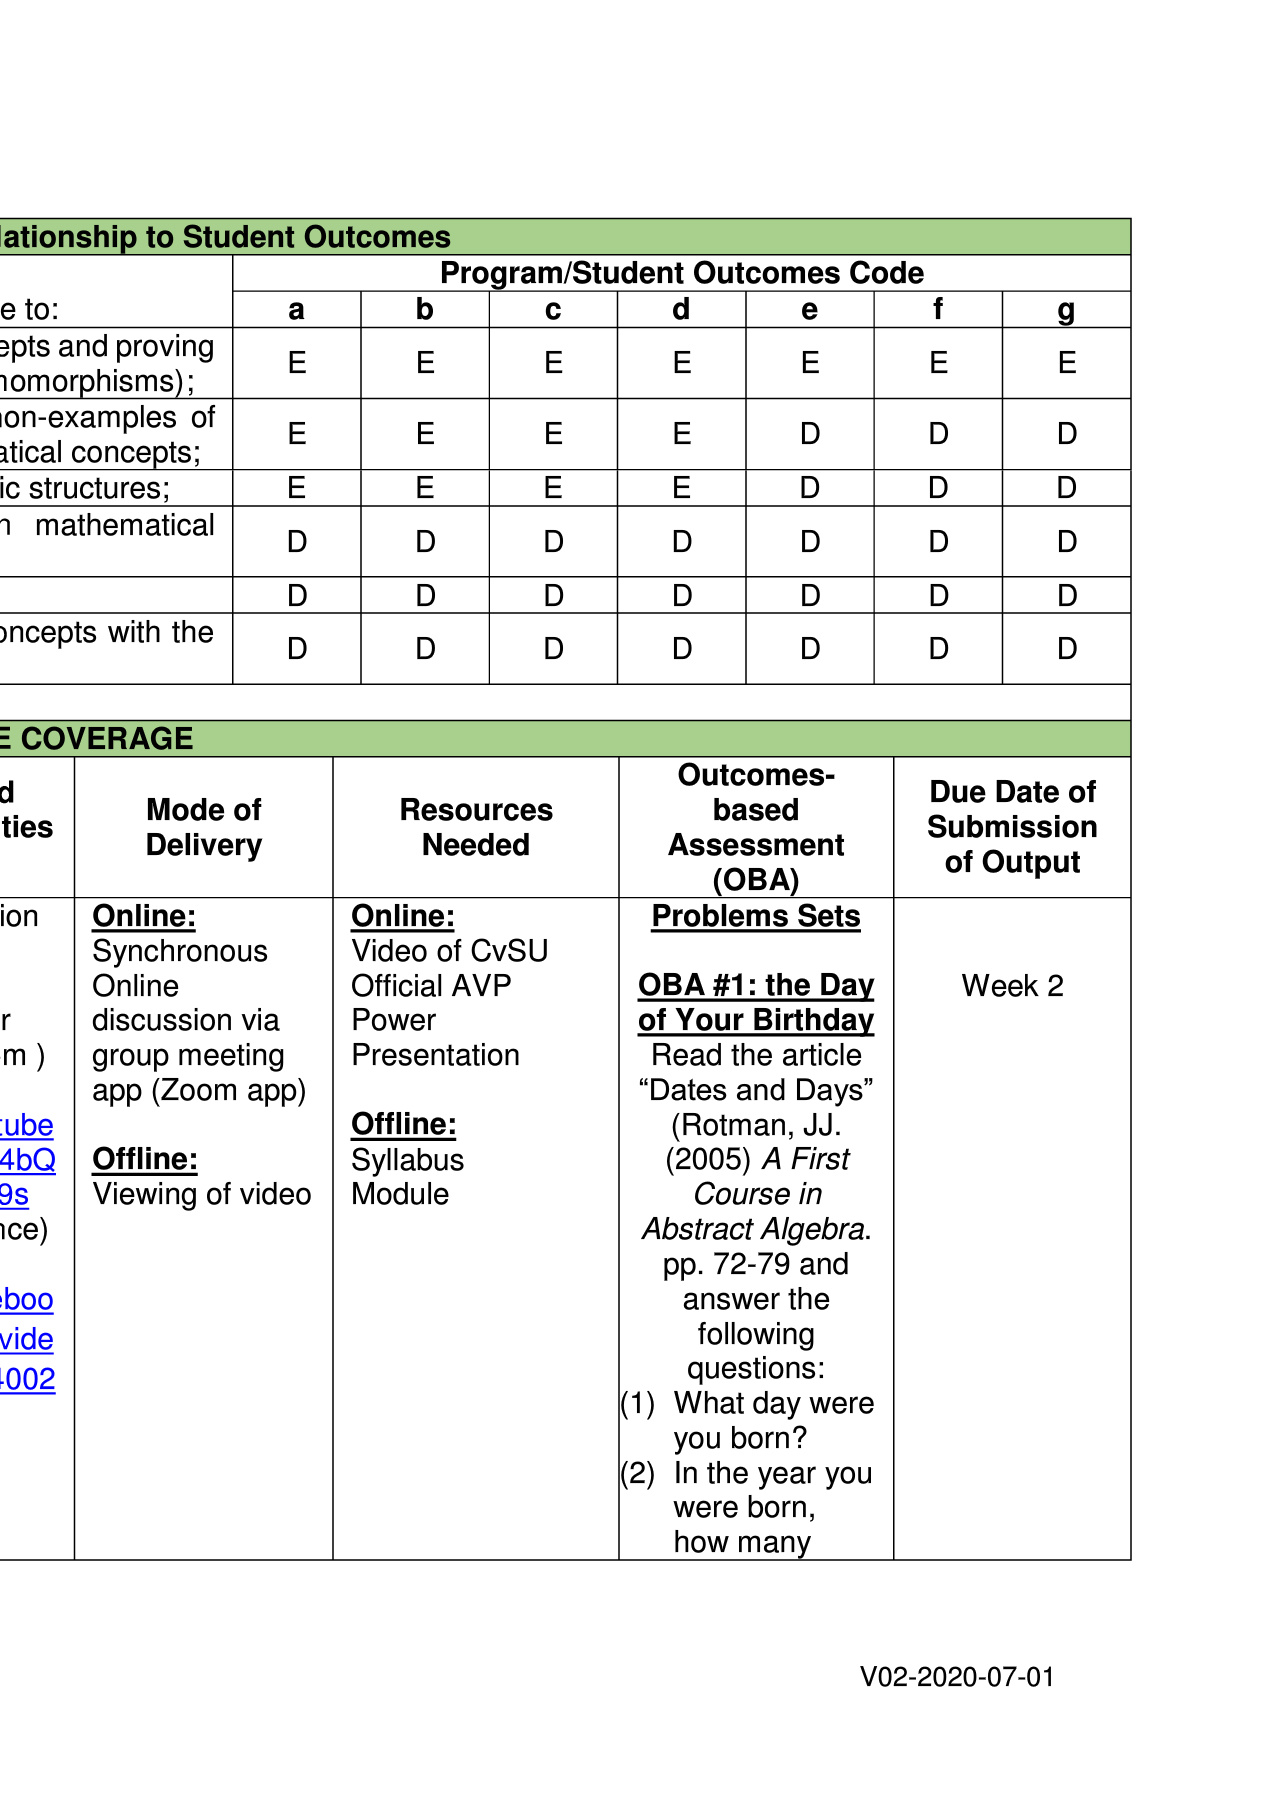 lationship to Student Outcomes
Program/Student Outcomes Code
e to: a b c d e f g
epts and proving
momorphisms);
E E E E E E E
non-examples of
atical concepts;
E E E E D D D
ic structures; E E E E D D D
n mathematical
D D D D D D D
D D D D D D D
oncepts with the
D D D D D D D
E COVERAGE
d
ties
Mode of
Delivery
Resources
Needed
Outcomes-
based
Assessment
(OBA)
Due Date of
Submission
of Output
ion
r
m )
tube
4bQ
9s
nce)
eboo
vide
4002
Online:
Synchronous
Online
discussion via
group meeting
app (Zoom app)
Offline:
Viewing of video
Online:
Video of CvSU
Official AVP
Power
Presentation
Offline:
Syllabus
Module
Problems Sets
OBA #1: the Day
of Your Birthday
Read the article
“Dates and Days”
(Rotman, JJ.
(2005) A First
Course in
Abstract Algebra.
pp. 72-79 and
answer the
following
questions:
(1) What day were
you born?
(2) In the year you
were born,
how many
Week 2
V02-2020-07-01